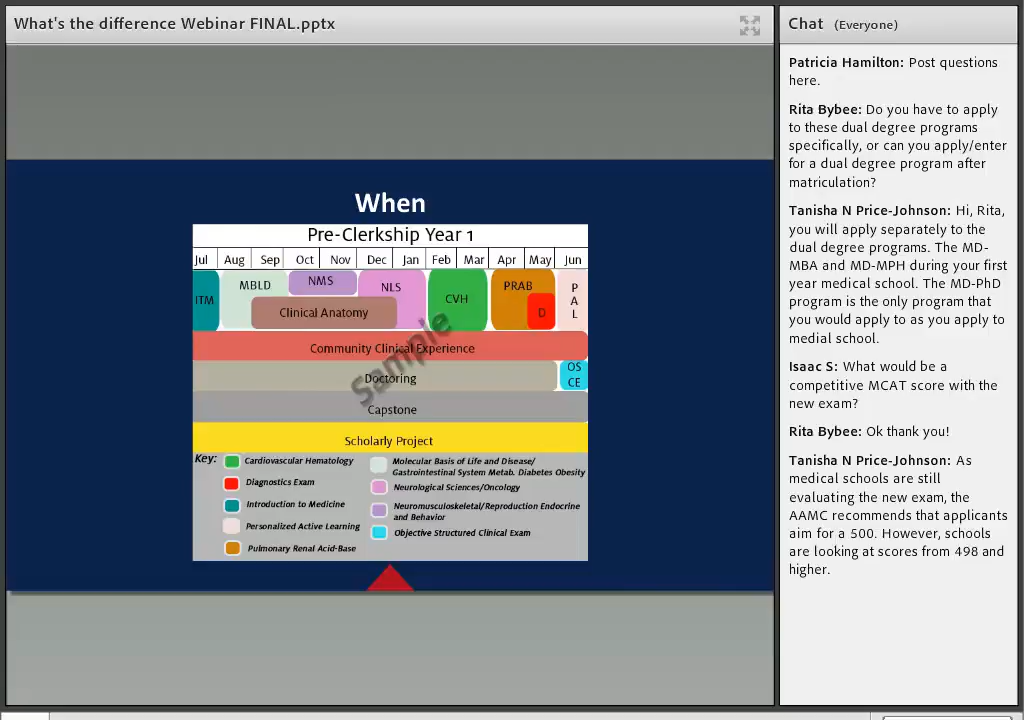 What's the difference Webinar FINAL.pptx
When
Pre-Clerkship Year 1
Jul Aug Sep Oct Nov Dec Jan Feb Mar Apr May Jun
ITM MBLD NMS NLS CVH PRAB D P A L
Clinical Anatomy
Community Clinical Experience
Doctoring
OS
CE
Capstone
Scholarly Project
Sample
Key:
Cardiovascular Hematology
Diagnostics Exam
Introduction to Medicine
Personalized Active Learning
Pulmonary Renal Acid-Base
Molecular Basis of Life and Disease/
Gastrointestinal System Metab. Diabetes Obesity
Neurological Sciences/Oncology
Neuromusculoskeletal/Reproduction Endocrine
and Behavior
Objective Structured Clinical Exam
Chat (Everyone)
Patricia Hamilton: Post questions
here.
Rita Bybee: Do you have to apply
to these dual degree programs
specifically, or can you apply/enter
for a dual degree program after
matriculation?
Tanisha N Price-Johnson: Hi, Rita,
you will apply separately to the
dual degree programs. The MD-
MBA and MD-MPH during your first
year medical school. The MD-PhD
program is the only program that
you would apply to as you apply to
medial school.
Isaac S: What would be a
competitive MCAT score with the
new exam?
Rita Bybee: Ok thank you!
Tanisha N Price-Johnson: As
medical schools are still
evaluating the new exam, the
AAMC recommends that applicants
aim for a 500. However, schools
are looking at scores from 498 and
higher.